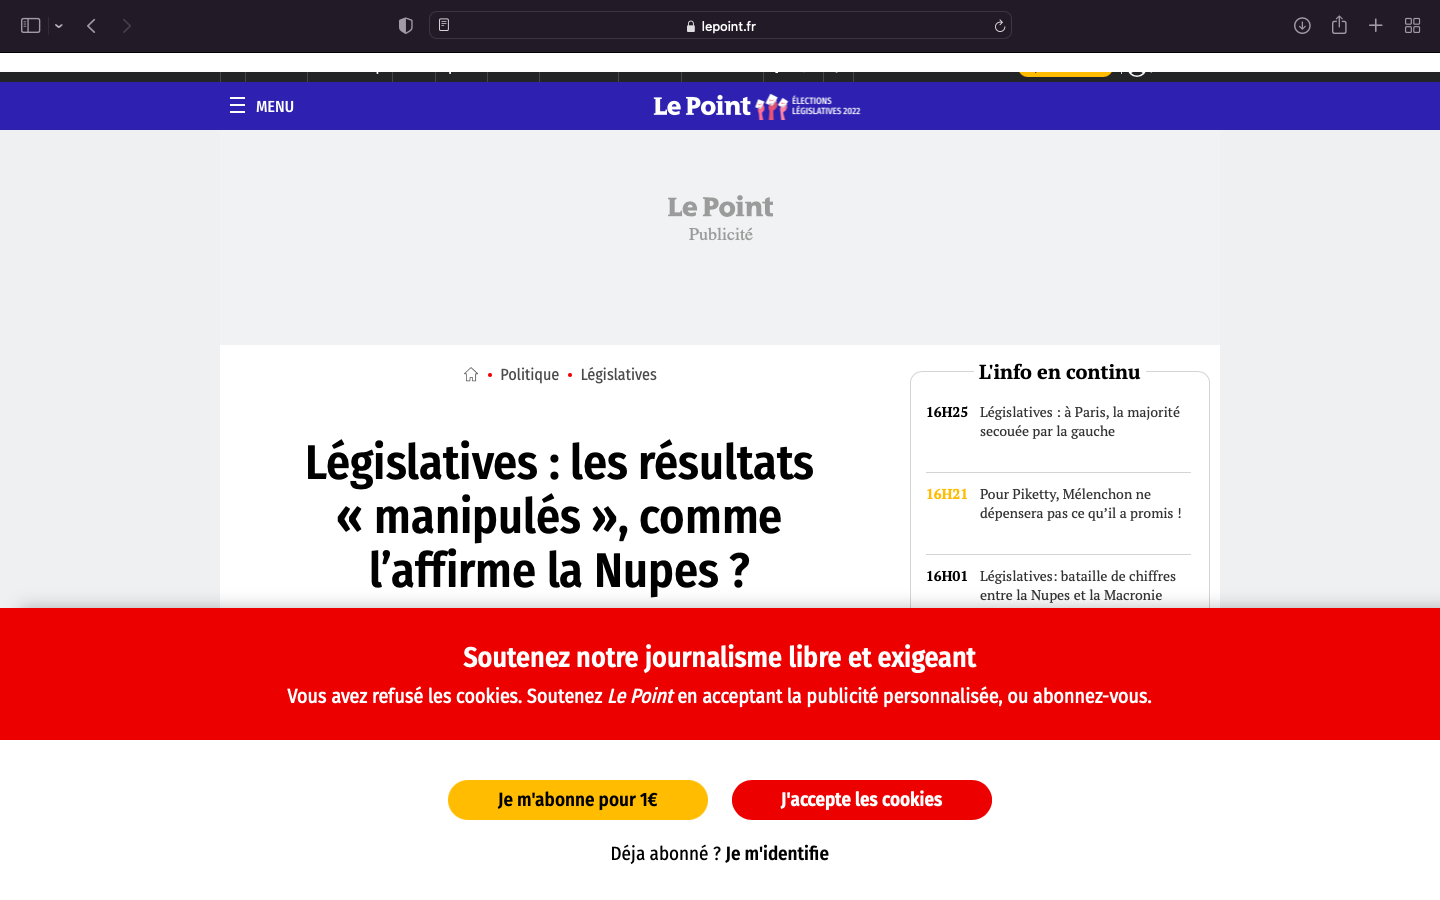 lepoint.fr
MENU
Le Point
ÉLECTIONS
LÉGISLATIVES 2022
Le Point
Publicité
Politique • Législatives
Législatives : les résultats
« manipulés », comme
l’affirme la Nupes ?
L'info en continu
16H25 Législatives : à Paris, la majorité
secouée par la gauche
16H21 Pour Piketty, Mélenchon ne
dépensera pas ce qu’il a promis !
16H01 Législatives: bataille de chiffres
entre la Nupes et la Macronie
Soutenez notre journalisme libre et exigeant
Vous avez refusé les cookies. Soutenez Le Point en acceptant la publicité personnalisée, ou abonnez-vous.
Je m'abonne pour 1€
J'accepte les cookies
Déja abonné ? Je m'identifie